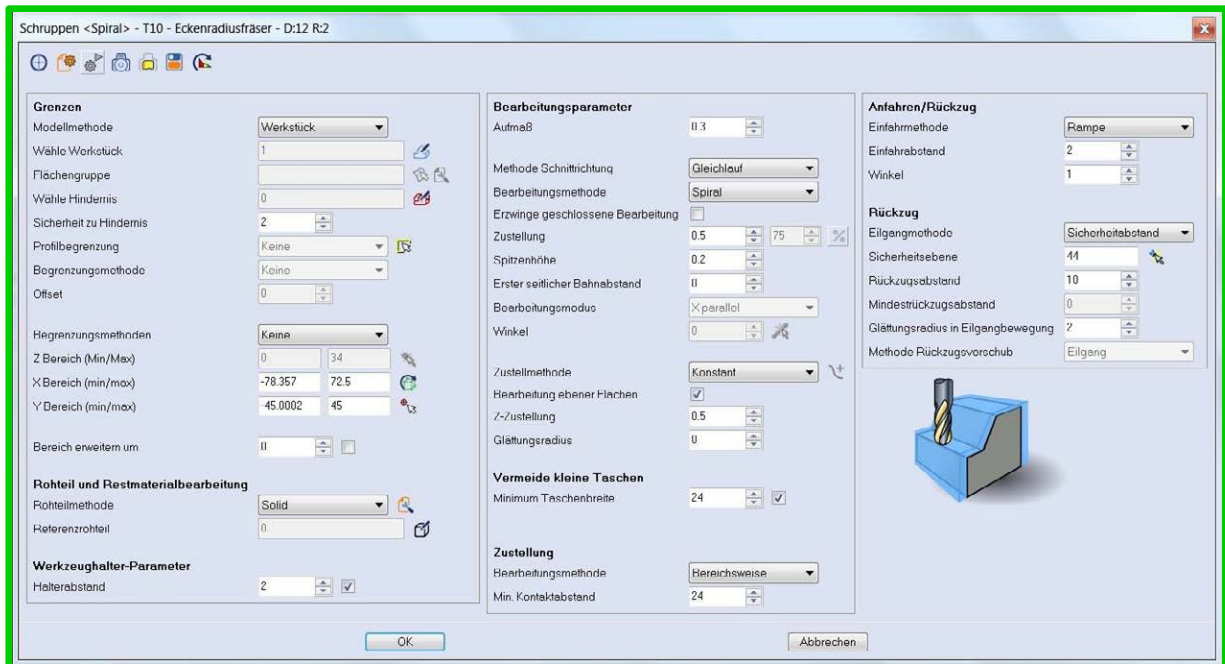 Schruppen <Spiral> - T10 - Eckenradiusfräser - D:12 R:2
Grenzen
Modellmethode Werkstück
Wähle Werkstück 1
Flächengruppe
Wähle Hindernis 0
Sicherheit zu Hindernis 2
Profilbegrenzung Keine
Begrenzungsmethode Keine
Offset 0
Begrenzungsmethoden Keine
Z Bereich (Min/Max) 0 34
X Bereich (min/max) -78.357 72.5
Y Bereich (min/max) -45.0002 45
Bereich erweitern um 0
Rohteil und Restmaterialbearbeitung
Rohteilmethode Solid
Referenzrohteil 0
Werkzeughalter-Parameter
Halterabstand 2
Bearbeitungsparameter
Aufmaß 0.3
Methode Schnittrichtung Gleichlauf
Bearbeitungsmethode Spiral
Erzwinge geschlossene Bearbeitung
Zustellung 0.5 75 %
Spitzenhöhe 0.2
Erster seitlicher Bahnabstand 0
Bearbeitungsmodus X parallel
Winkel 0
Zustellmethode Konstant
Bearbeitung ebener Flächen
Z-Zustellung 0.5
Glättungsradius 0
Vermeide kleine Taschen
Minimum Taschenbreite 24
Zustellung
Bearbeitungsmethode Bereichsweise
Min. Kontaktabstand 24
Anfahren/Rückzug
Einfahrmethode Rampe
Einfahrabstand 2
Winkel 1
Rückzug
Eilgangmethode Sicherheitabstand
Sicherheitsebene 44
Rückzugsabstand 10
Mindestrückzugsabstand 0
Glättungsradius in Eilgangbewegung 2
Methode Rückzugsvorschub Eilgang
OK
Abbrechen